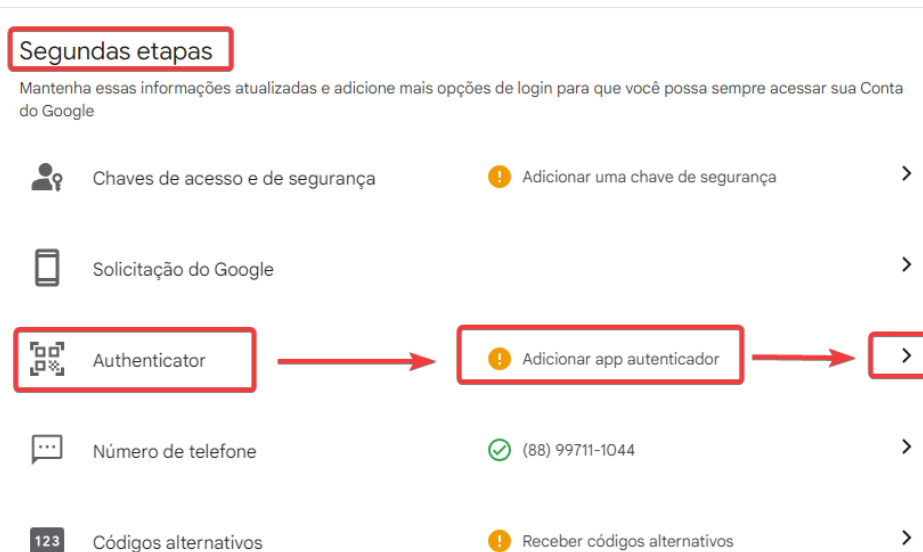 Segundas etapas
Mantenha essas informações atualizadas e adicione mais opções de login para que você possa sempre acessar sua Conta
do Google
Chaves de acesso e de segurança
! Adicionar uma chave de segurança
Solicitação do Google
Authenticator
! Adicionar app autenticador
Número de telefone
(88) 99711-1044
123
Códigos alternativos
! Receber códigos alternativos